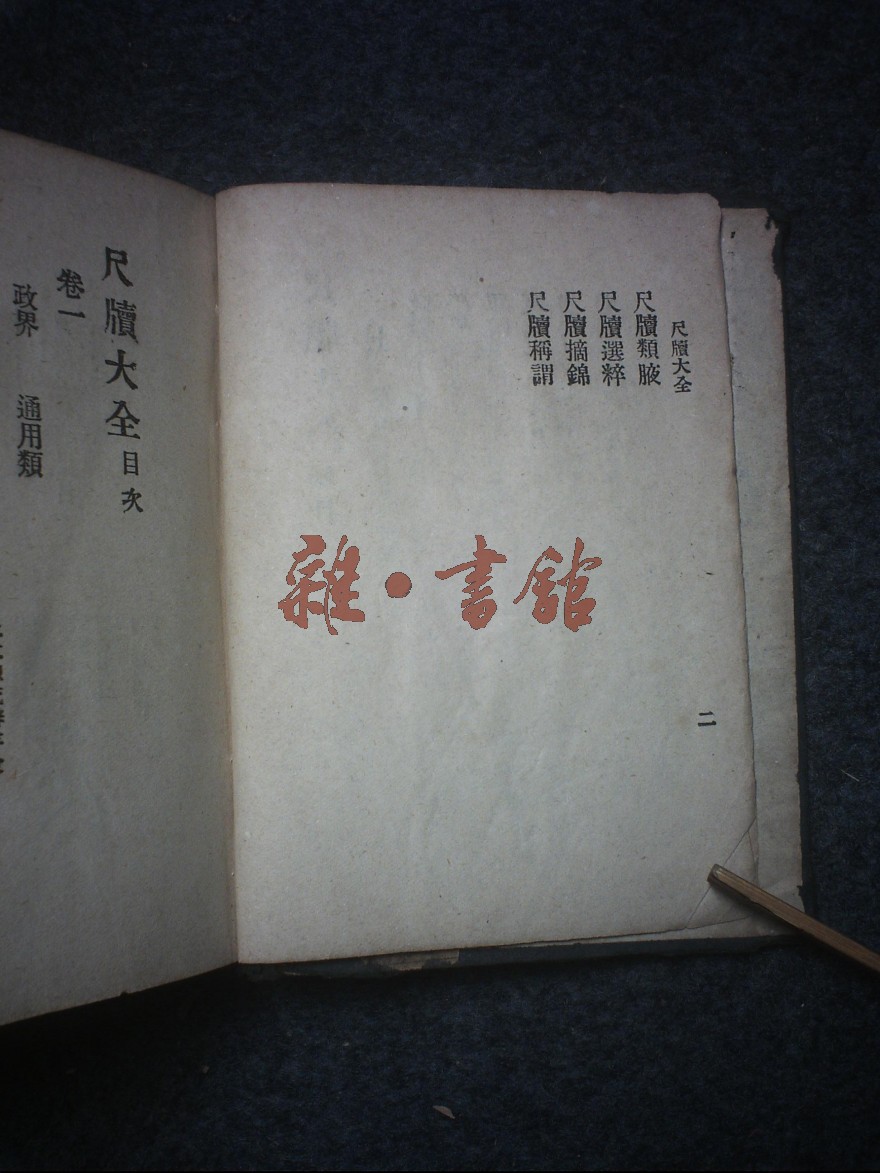 尺牘大全
尺牘類腋
尺牘選粹
尺牘摘錦
尺牘稱謂
二
尺牘大全目次
卷一
政界　通用類
雜·書館